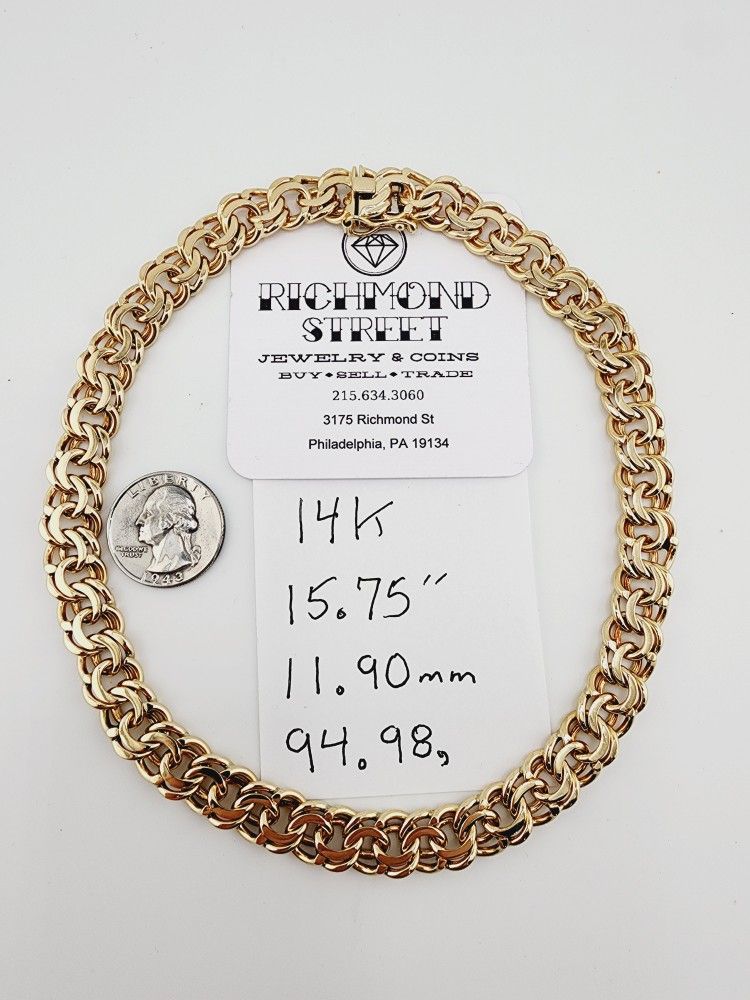 RICHMOND
STREET
JEWELRY & COINS
BUY ◆ SELL ◆ TRADE
215.634.3060
3175 Richmond St
Philadelphia, PA 19134
LIBERTY
IN GOD WE
TRUST
1943
14K
15.75"
11.90mm
94.98g